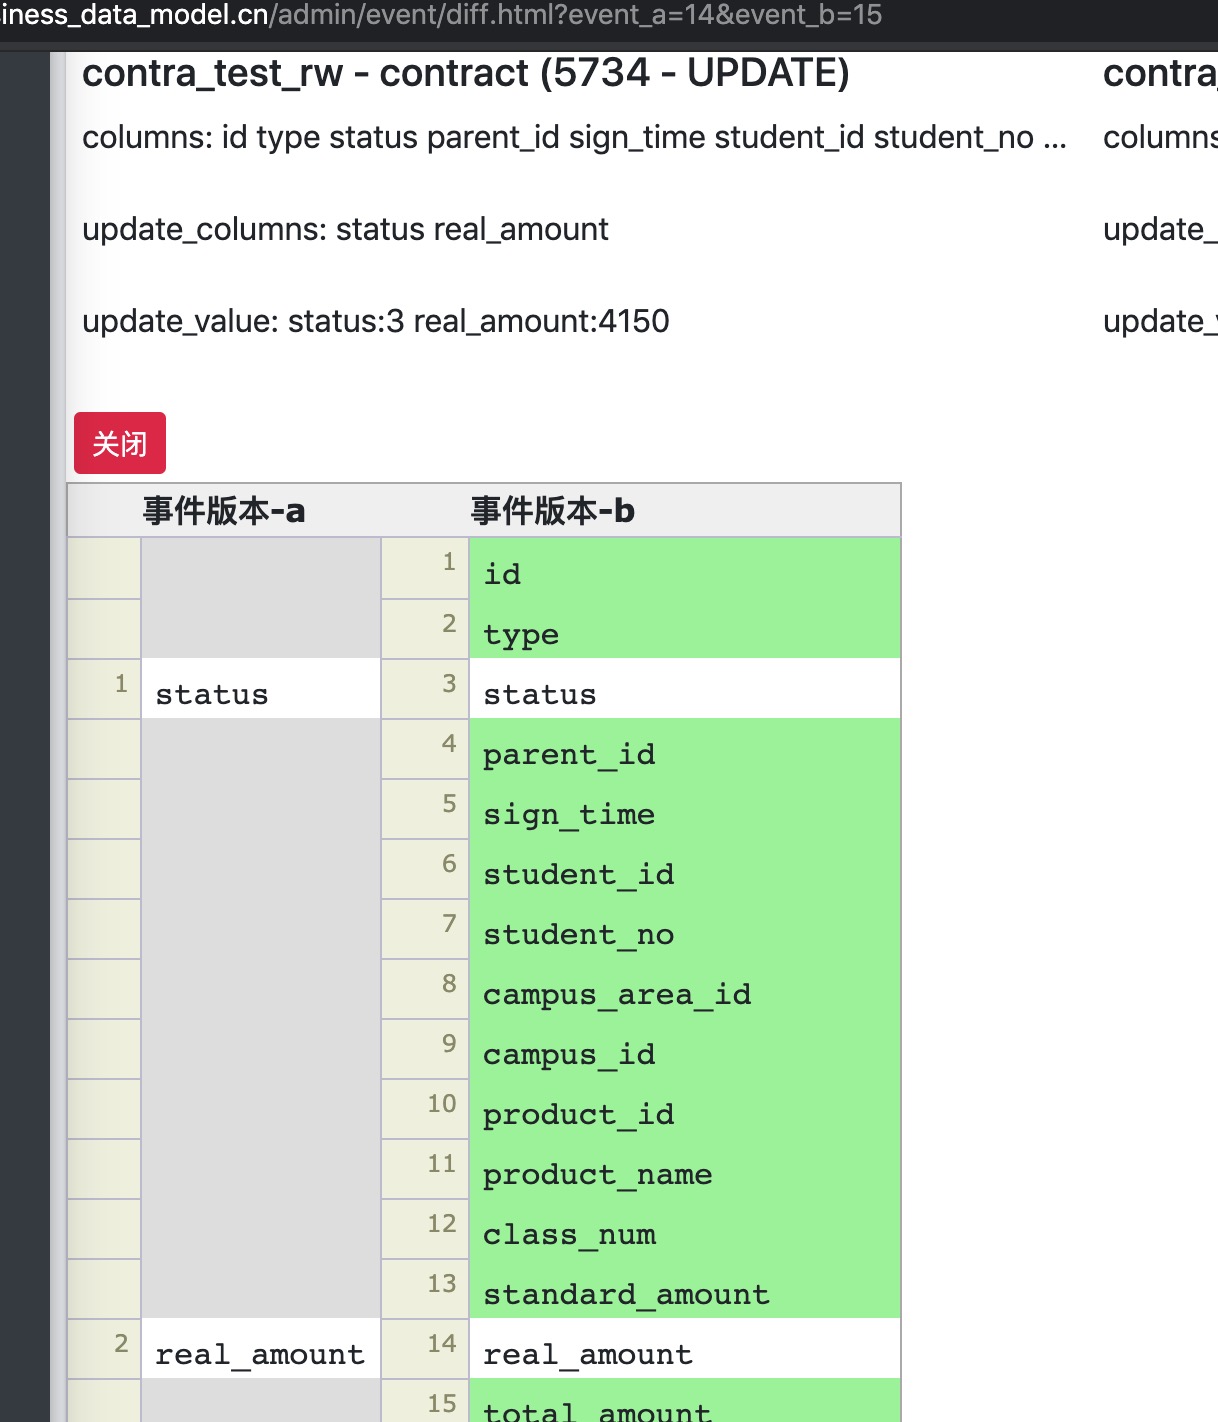 iness_data_model.cn/admin/event/diff.html?event_a=14&event_b=15
contra_test_rw - contract (5734 - UPDATE) contra_
columns: id type status parent_id sign_time student_id student_no ... columns
update_columns: status real_amount update_
update_value: status:3 real_amount:4150 update_
关闭
事件版本-a 事件版本-b
1 id
2 type
1 status 3 status
4 parent_id
5 sign_time
6 student_id
7 student_no
8 campus_area_id
9 campus_id
10 product_id
11 product_name
12 class_num
13 standard_amount
2 real_amount 14 real_amount
15 total_amount